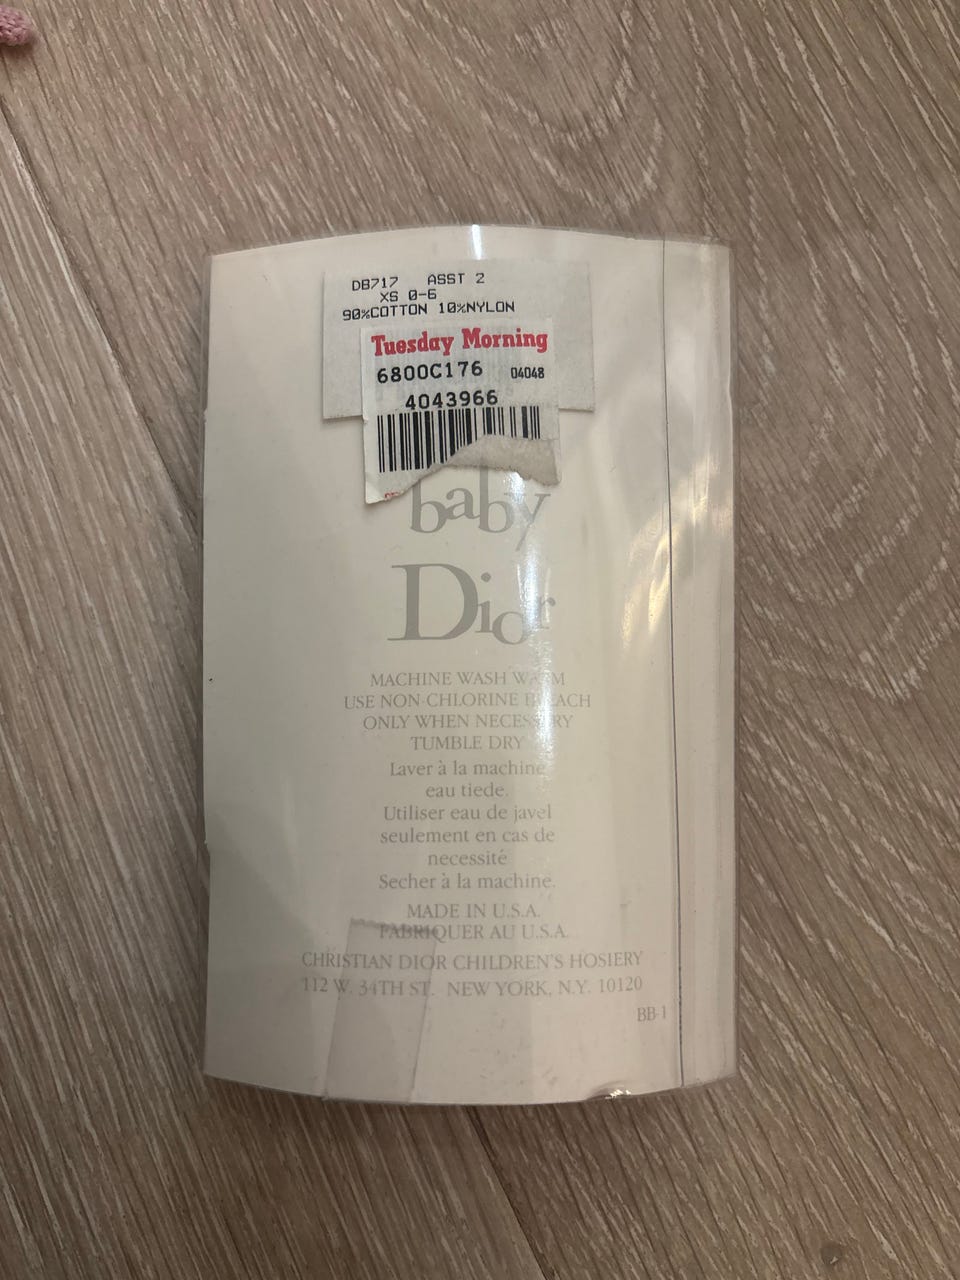 DB717 ASST 2
XS 0-6
90%COTTON 10%NYLON
Tuesday Morning
6800C176 04048
4043966
baby
Dior
MACHINE WASH WARM
USE NON-CHLORINE BLEACH
ONLY WHEN NECESSARY
TUMBLE DRY
Laver à la machine
eau tiede.
Utiliser eau de javel
seulement en cas de
necessité
Secher à la machine.
MADE IN U.S.A.
FABRIQUER AU U.S.A.
CHRISTIAN DIOR CHILDREN'S HOSIERY
112 W. 34TH ST. NEW YORK, N.Y. 10120
BB-1